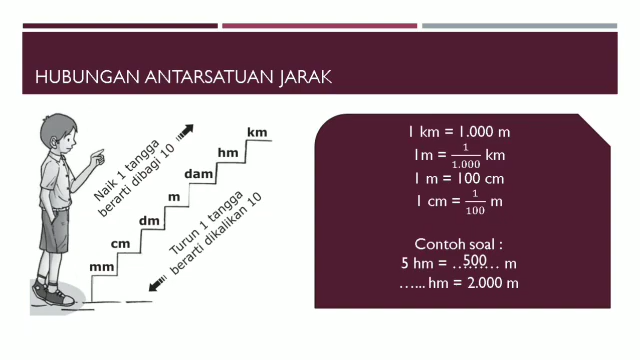 HUBUNGAN ANTARSATUAN JARAK
Naik 1 tangga
berarti dibagi 10
km
hm
dam
m
dm
cm
mm
Turun 1 tangga
berarti dikalikan 10
1 km = 1.000 m
1m = 1/1.000 km
1 m = 100 cm
1 cm = 1/100 m
Contoh soal :
5 hm = ...500... m
…... hm = 2.000 m